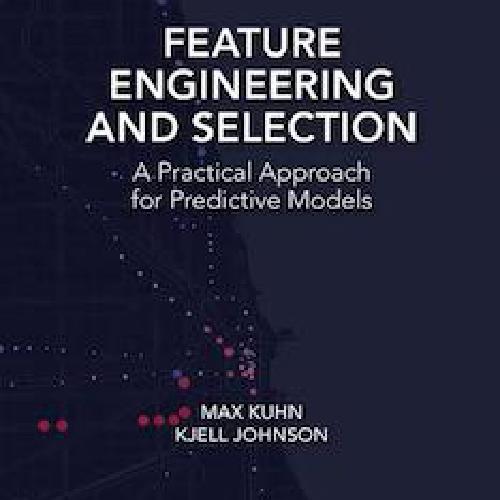 FEATURE
ENGINEERING
AND SELECTION
A Practical Approach
for Predictive Models
MAX KUHN
KJELL JOHNSON